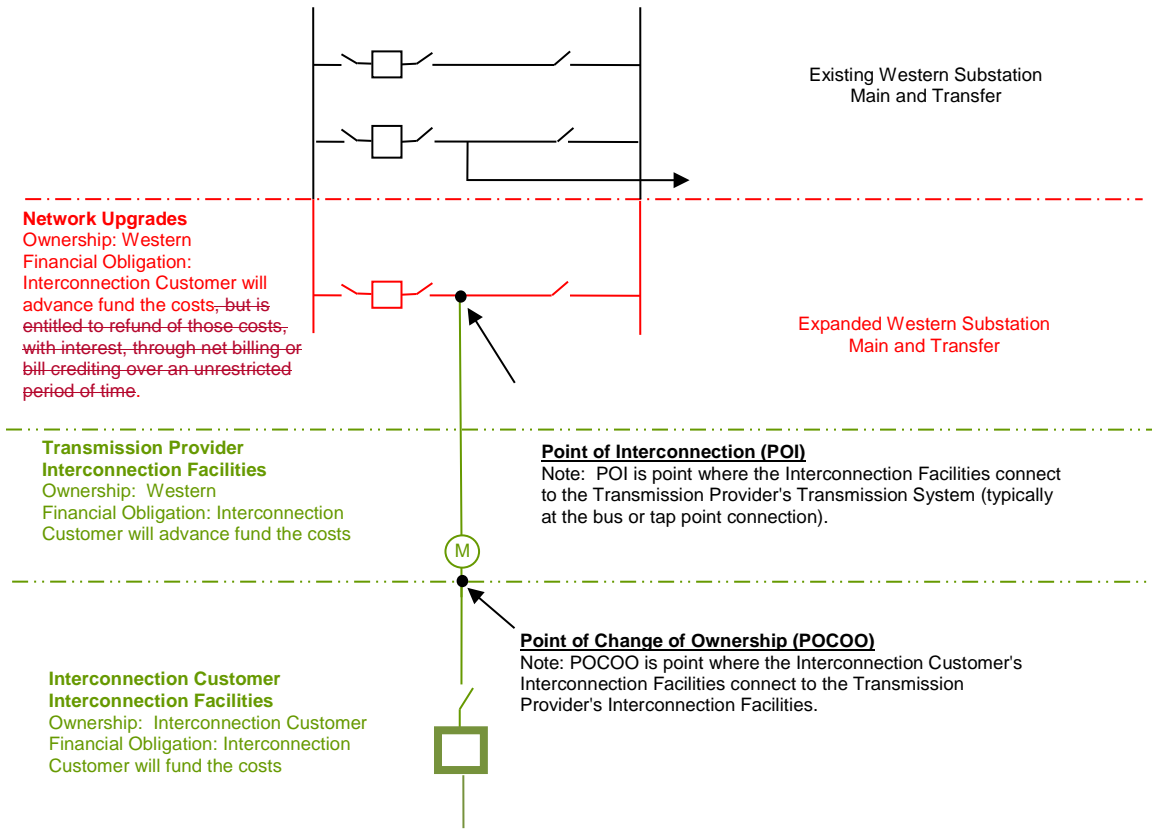 Existing Western Substation
Main and Transfer
Network Upgrades
Ownership: Western
Financial Obligation:
Interconnection Customer will
advance fund the costs, but is
entitled to refund of those costs,
with interest, through net billing or
bill crediting over an unrestricted
period of time.
Expanded Western Substation
Main and Transfer
Transmission Provider
Interconnection Facilities
Ownership: Western
Financial Obligation: Interconnection
Customer will advance fund the costs
Point of Interconnection (POI)
Note: POI is point where the Interconnection Facilities connect
to the Transmission Provider's Transmission System (typically
at the bus or tap point connection).
M
Point of Change of Ownership (POCOO)
Note: POCOO is point where the Interconnection Customer's
Interconnection Facilities connect to the Transmission
Provider's Interconnection Facilities.
Interconnection Customer
Interconnection Facilities
Ownership: Interconnection Customer
Financial Obligation: Interconnection
Customer will fund the costs